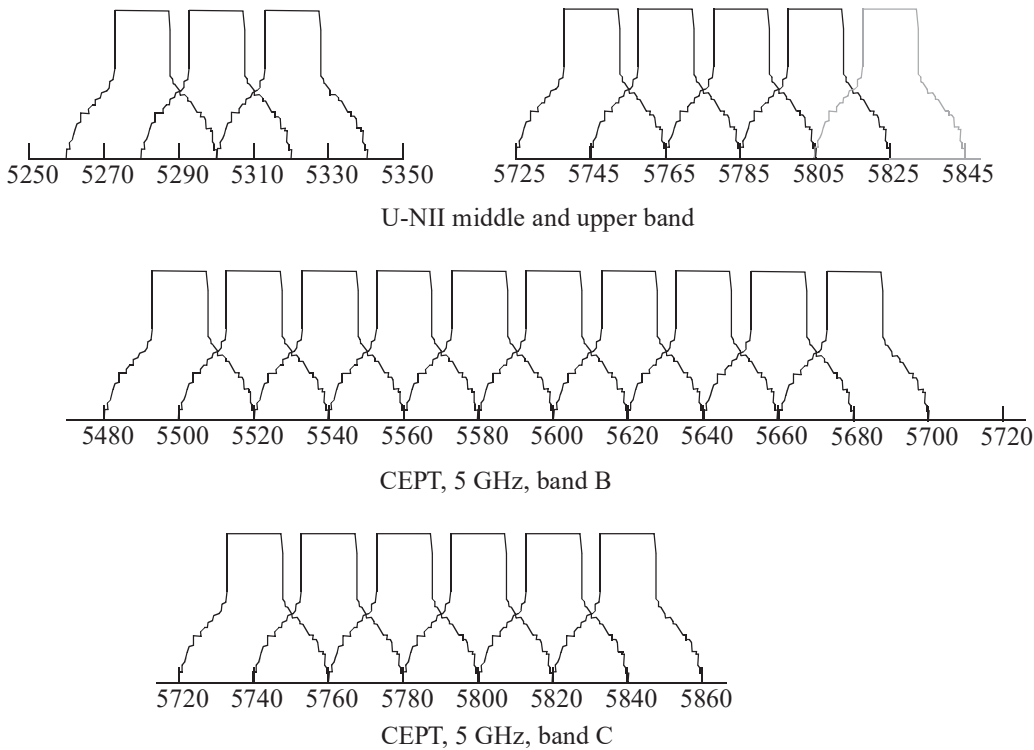 5250 5270 5290 5310 5330 5350 5725 5745 5765 5785 5805 5825 5845
U-NII middle and upper band
5480 5500 5520 5540 5560 5580 5600 5620 5640 5660 5680 5700 5720
CEPT, 5 GHz, band B
5720 5740 5760 5780 5800 5820 5840 5860
CEPT, 5 GHz, band C